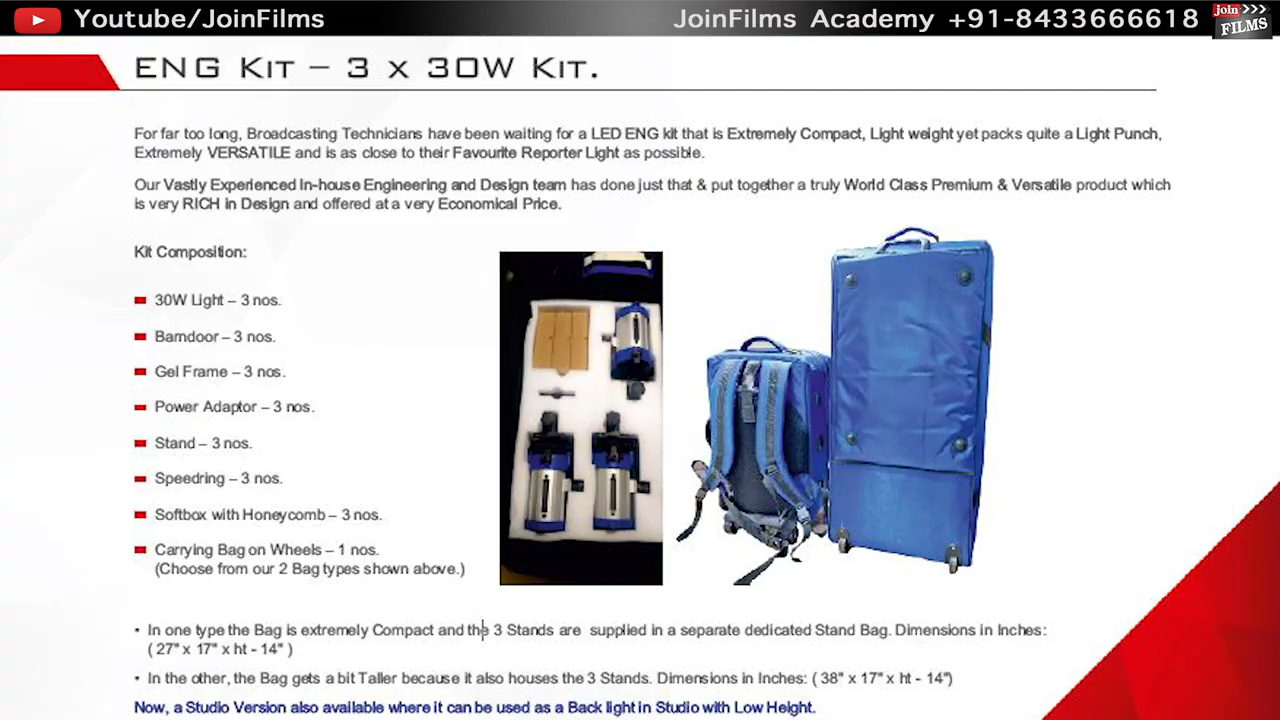 Youtube/JoinFilms
JoinFilms Academy +91-8433666618
Join
FILMS
ENG Kit – 3 x 30W Kit.
For far too long, Broadcasting Technicians have been waiting for a LED ENG kit that is Extremely Compact, Light weight yet packs quite a Light Punch,
Extremely VERSATILE and is as close to their Favourite Reporter Light as possible.
Our Vastly Experienced In-house Engineering and Design team has done just that & put together a truly World Class Premium & Versatile product which
is very RICH in Design and offered at a very Economical Price.
Kit Composition:
30W Light – 3 nos.
Barndoor – 3 nos.
Gel Frame – 3 nos.
Power Adaptor – 3 nos.
Stand – 3 nos.
Speedring – 3 nos.
Softbox with Honeycomb – 3 nos.
Carrying Bag on Wheels – 1 nos.
(Choose from our 2 Bag types shown above.)
• In one type the Bag is extremely Compact and the 3 Stands are supplied in a separate dedicated Stand Bag. Dimensions in Inches:
( 27" x 17" x ht - 14" )
• In the other, the Bag gets a bit Taller because it also houses the 3 Stands. Dimensions in Inches: ( 38" x 17" x ht - 14")
Now, a Studio Version also available where it can be used as a Back light in Studio with Low Height.